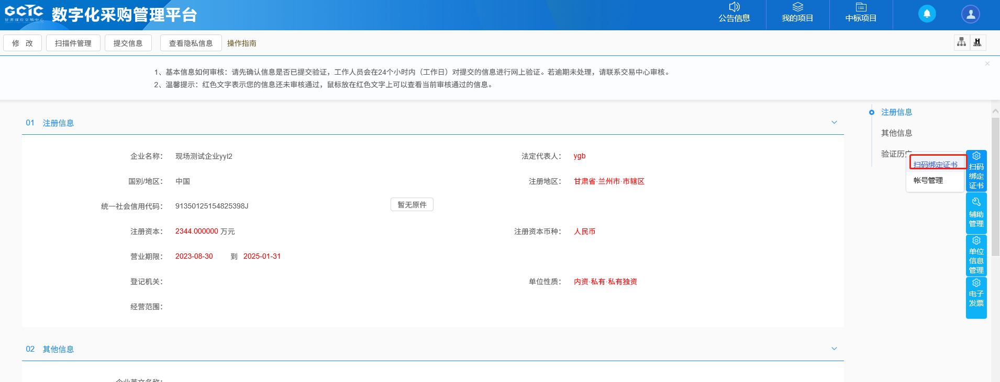 GCTC 数字化采购管理平台
甘肃煤炭交易中心
公告信息
我的项目
中标项目
修 改
扫描件管理
提交信息
查看隐私信息
操作指南
H
HISTORY
1、基本信息如何审核：请先确认信息是否已提交验证，工作人员会在24个小时内（工作日）对提交的信息进行网上验证。若逾期未处理，请联系交易中心审核。
2、温馨提示：红色文字表示您的信息还未审核通过，鼠标放在红色文字上可以查看当前审核通过的信息。
01 注册信息
企业名称： 现场测试企业yyl2
法定代表人： ygb
国别/地区： 中国
注册地区： 甘肃省·兰州市·市辖区
统一社会信用代码： 91350125154825398J
暂无原件
注册资本： 2344.000000 万元
注册资本币种： 人民币
营业期限： 2023-08-30 到 2025-01-31
登记机关：
单位性质： 内资·私有·私有独资
经营范围：
02 其他信息
企业英文名称：
注册信息
其他信息
验证历史
扫码绑定证书
帐号管理
扫码
绑定
证书
辅助
管理
单位
信息
管理
电子
发票